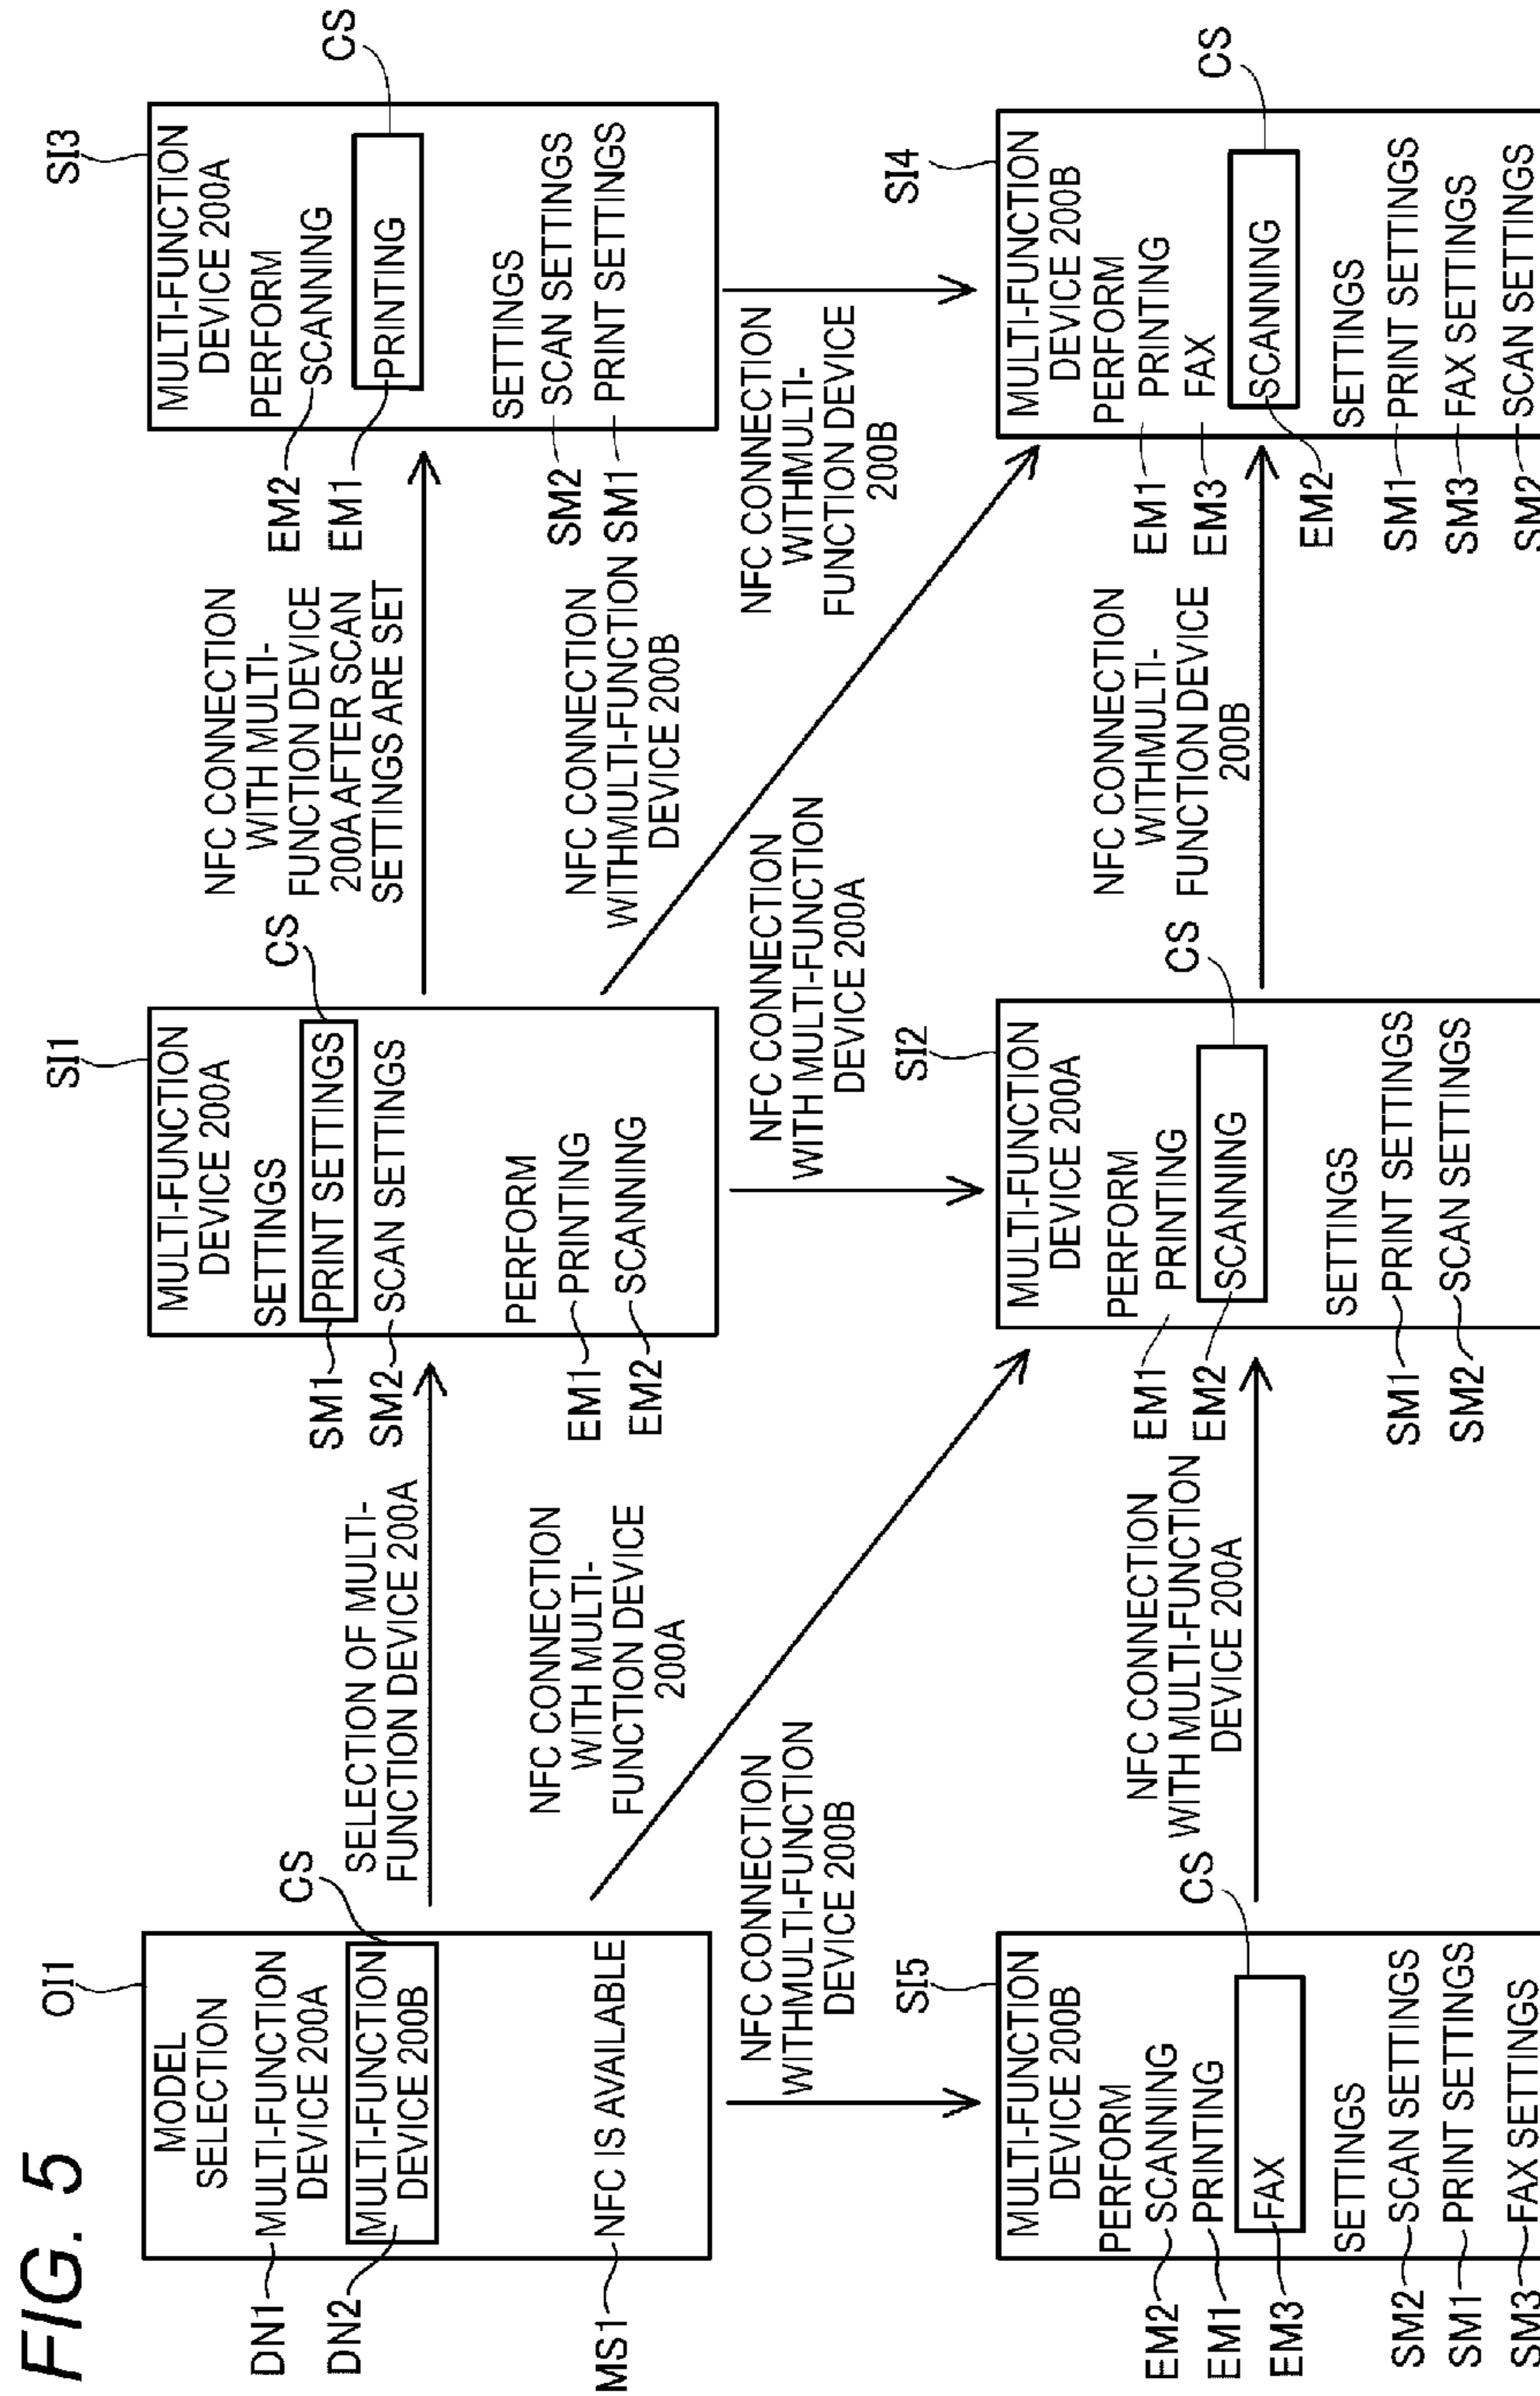 FIG. 5
OI1
MODEL
SELECTION
DN1
MULTI-FUNCTION
DEVICE 200A
DN2
MULTI-FUNCTION
DEVICE 200B
CS
MS1
NFC IS AVAILABLE
SELECTION OF MULTI-
FUNCTION DEVICE 200A
NFC CONNECTION
WITH MULTI-
FUNCTION DEVICE
200A
NFC CONNECTION
WITHMULTI-FUNCTION
DEVICE 200B
SI1
MULTI-FUNCTION
DEVICE 200A
SETTINGS
SM1
PRINT SETTINGS
CS
SM2
SCAN SETTINGS
PERFORM
EM1
PRINTING
EM2
SCANNING
NFC CONNECTION
WITH MULTI-
FUNCTION DEVICE
200A AFTER SCAN
SETTINGS ARE SET
NFC CONNECTION
WITHMULTI-FUNCTION
DEVICE 200B
NFC CONNECTION
WITH MULTI-FUNCTION
DEVICE 200A
SI3
MULTI-FUNCTION
DEVICE 200A
PERFORM
EM2
SCANNING
EM1
PRINTING
CS
SETTINGS
SM2
SCAN SETTINGS
SM1
PRINT SETTINGS
NFC CONNECTION
WITHMULTI-
FUNCTION DEVICE
200B
SI5
MULTI-FUNCTION
DEVICE 200B
PERFORM
EM2
SCANNING
EM1
PRINTING
EM3
FAX
CS
SETTINGS
SM2
SCAN SETTINGS
SM1
PRINT SETTINGS
SM3
FAX SETTINGS
NFC CONNECTION
WITH MULTI-FUNCTION
DEVICE 200A
SI2
MULTI-FUNCTION
DEVICE 200A
PERFORM
EM1
PRINTING
EM2
SCANNING
CS
SETTINGS
SM1
PRINT SETTINGS
SM2
SCAN SETTINGS
NFC CONNECTION
WITHMULTI-
FUNCTION DEVICE
200B
SI4
MULTI-FUNCTION
DEVICE 200B
PERFORM
EM1
PRINTING
EM3
FAX
EM2
SCANNING
CS
SETTINGS
SM1
PRINT SETTINGS
SM3
FAX SETTINGS
SM2
SCAN SETTINGS